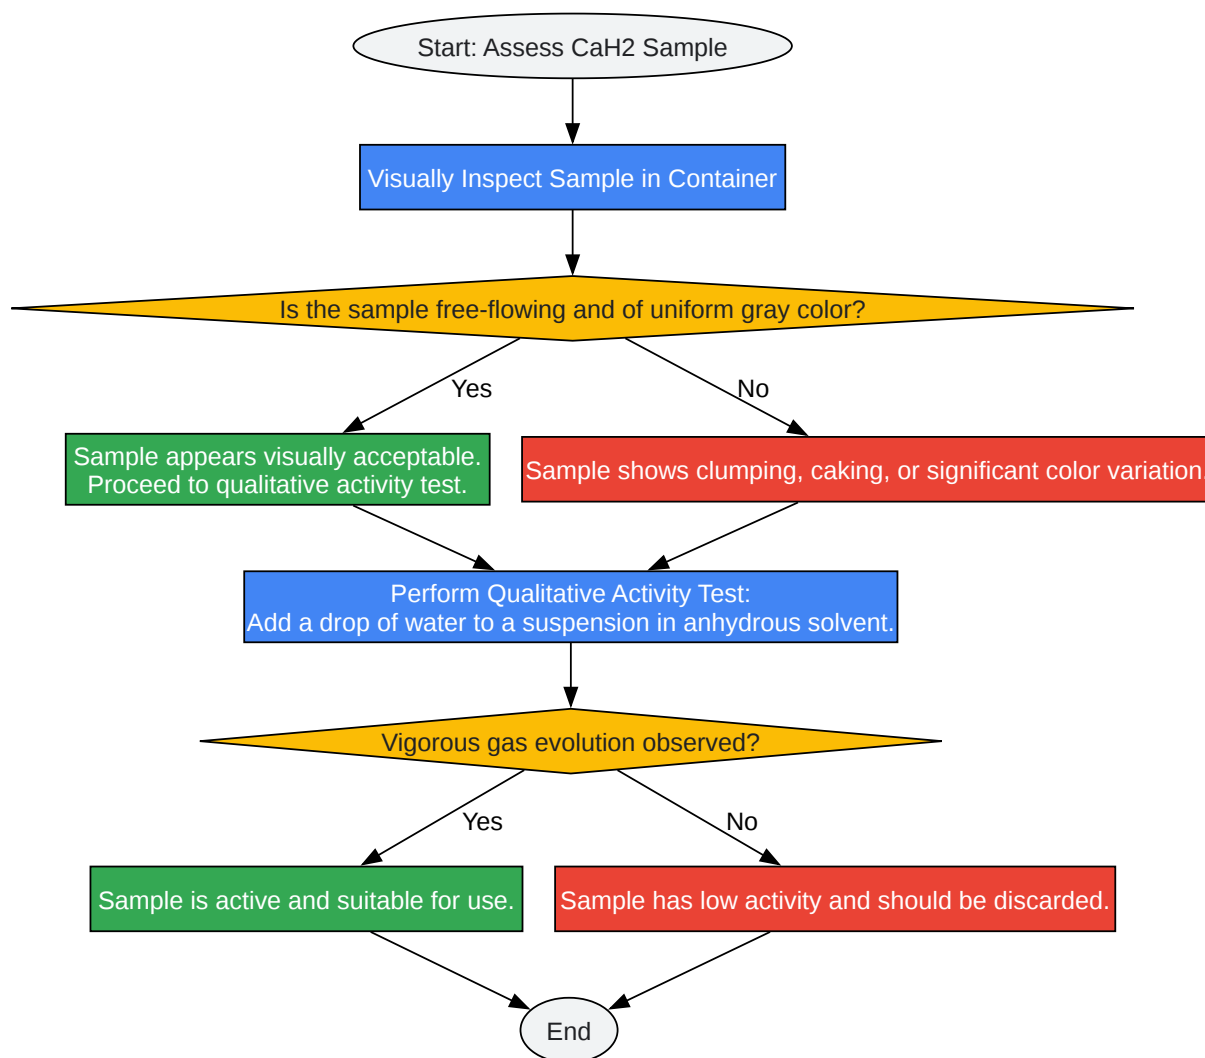 Start: Assess CaH2 Sample
Visually Inspect Sample in Container
Is the sample free-flowing and of uniform gray color?
Yes
No
Sample appears visually acceptable.
Proceed to qualitative activity test.
Sample shows clumping, caking, or significant color variation.
Perform Qualitative Activity Test:
Add a drop of water to a suspension in anhydrous solvent.
Vigorous gas evolution observed?
Yes
No
Sample is active and suitable for use.
Sample has low activity and should be discarded.
End